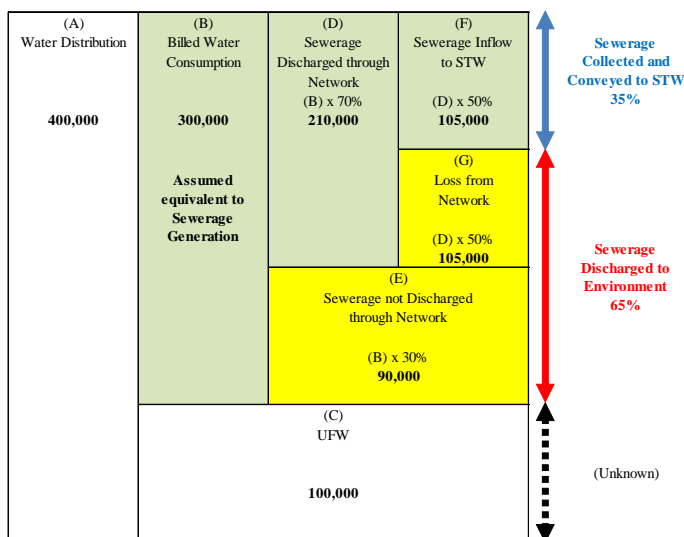 (A)
Water Distribution
400,000
(B)
Billed Water
Consumption
300,000
Assumed
equivalent to
Sewerage
Generation
(D)
Sewerage
Discharged through
Network
(B) x 70%
210,000
(F)
Sewerage Inflow
to STW
(D) x 50%
105,000
(G)
Loss from
Network
(D) x 50%
105,000
(E)
Sewerage not Discharged
through Network
(B) x 30%
90,000
(C)
UFW
100,000
Sewerage
Collected and
Conveyed to STW
35%
Sewerage
Discharged to
Environment
65%
(Unknown)